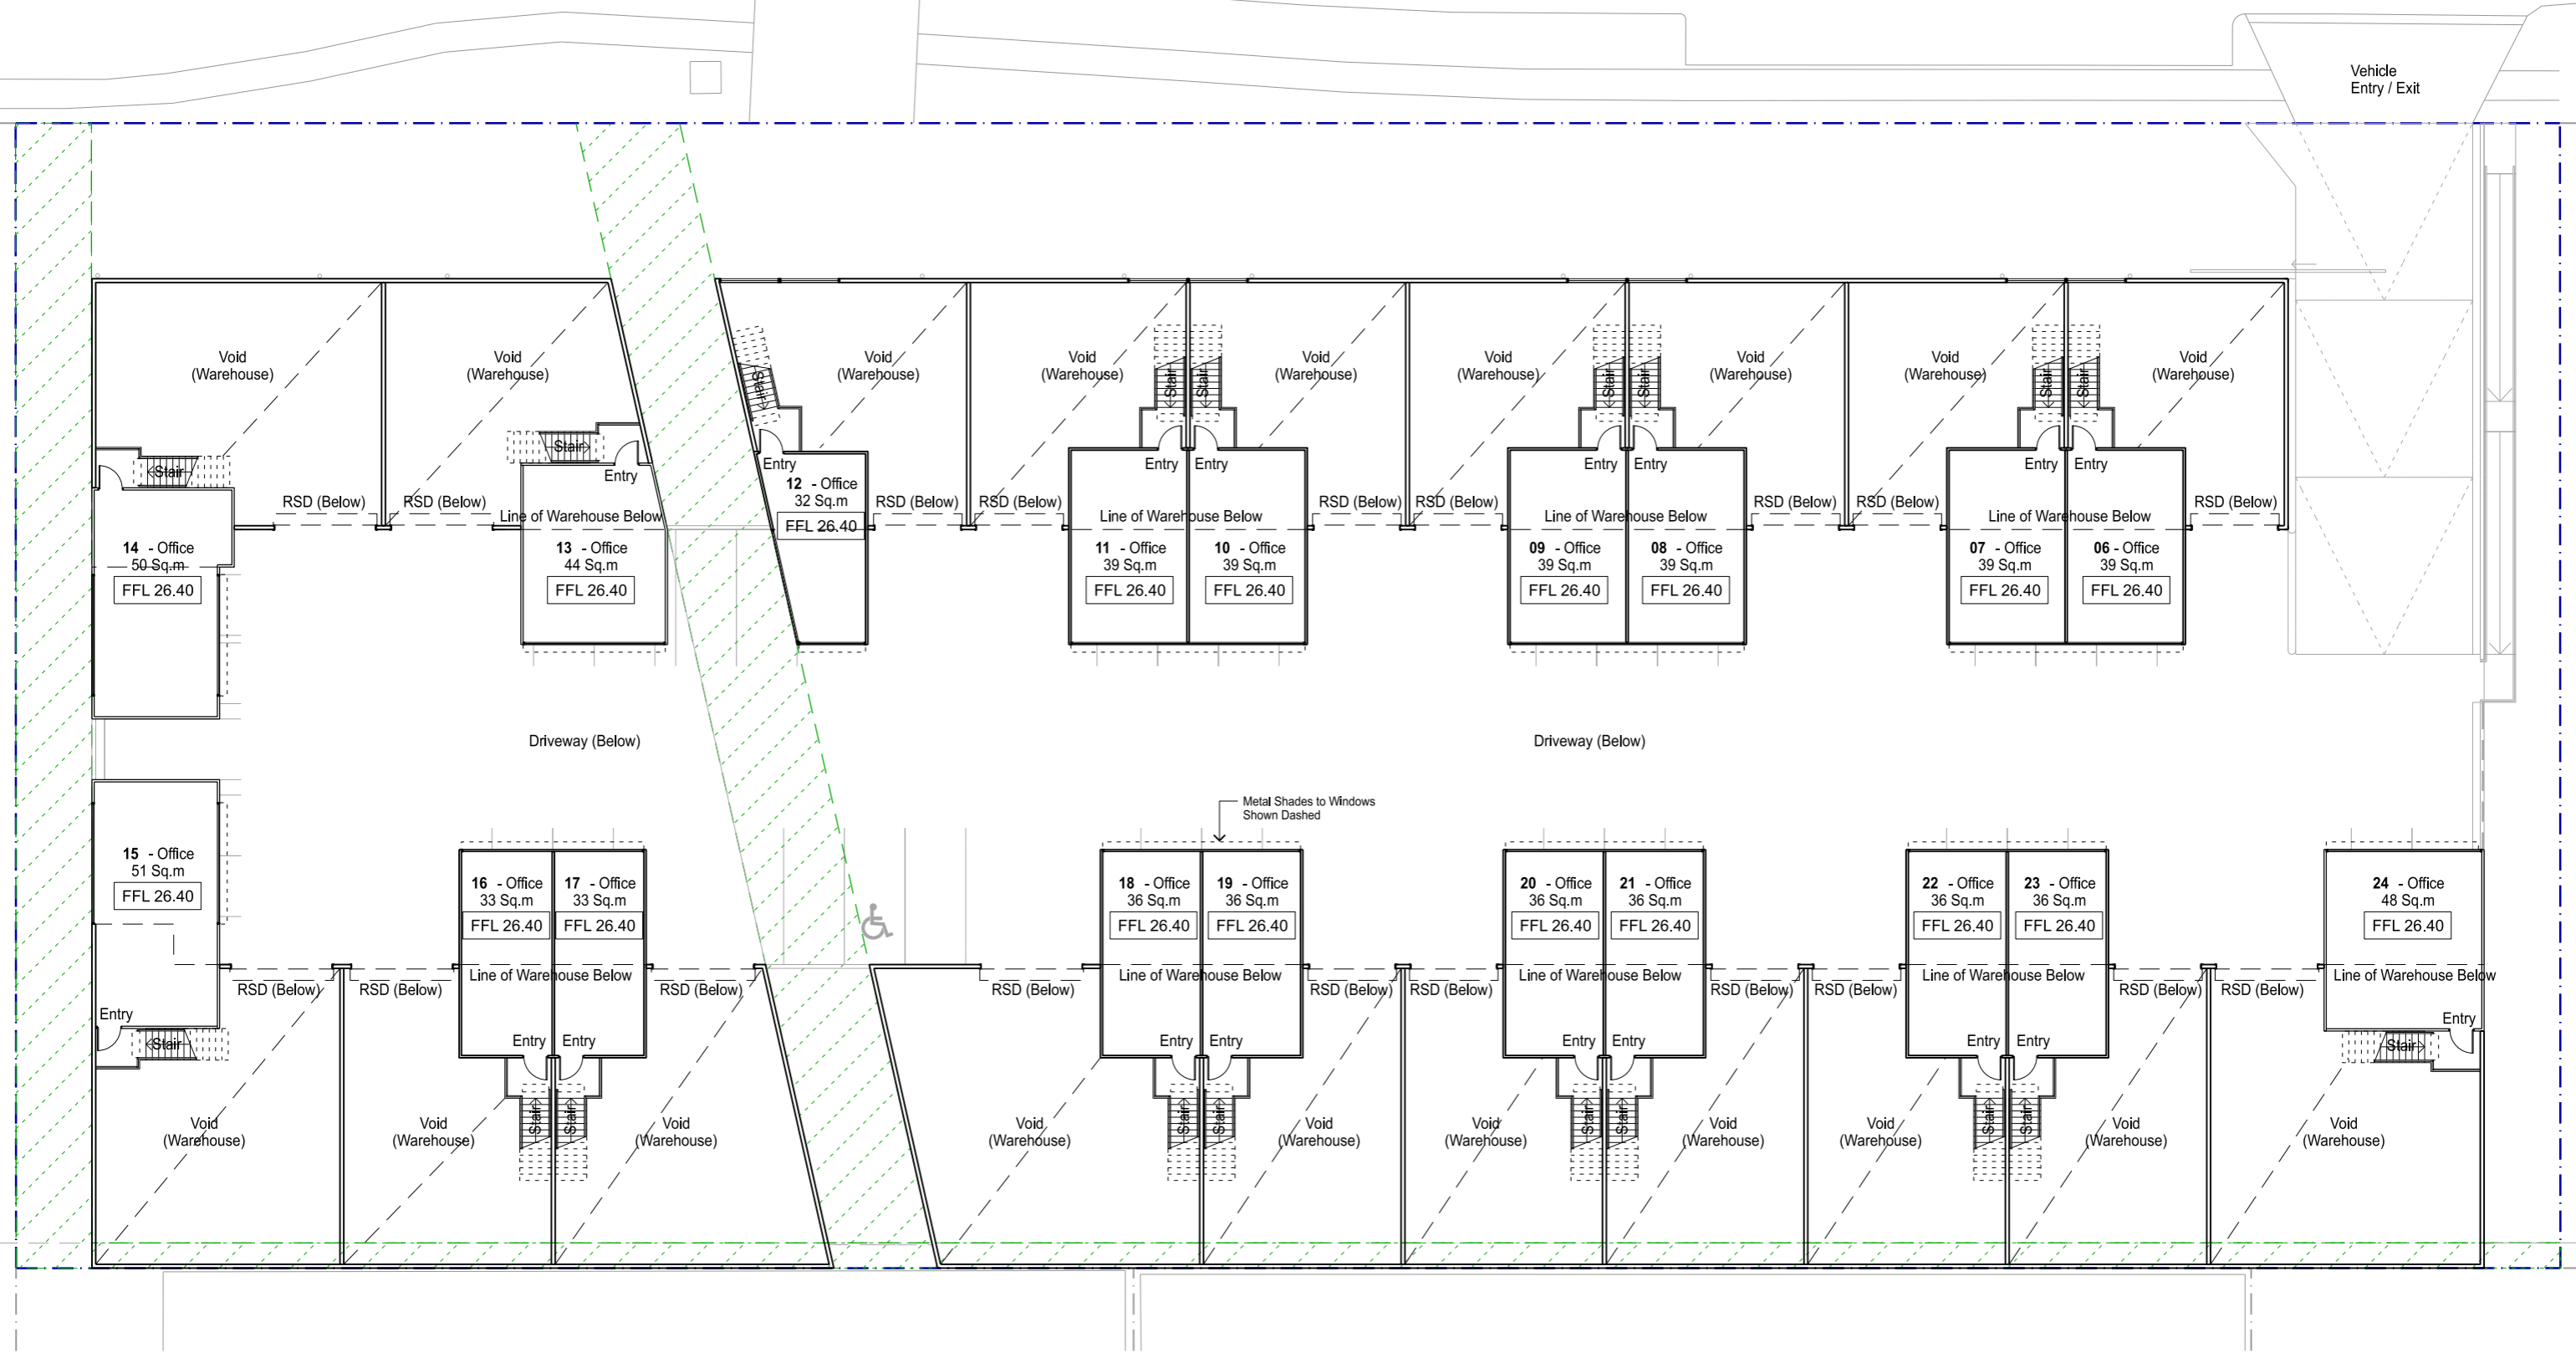 Vehicle
Entry / Exit
Void
(Warehouse)
Void
(Warehouse)
Void
(Warehouse)
Void
(Warehouse)
Void
(Warehouse)
Void
(Warehouse)
Void
(Warehouse)
Void
(Warehouse)
Void
(Warehouse)
Stair
Stair
Stair
Stair
Stair
Stair
Stair
Stair
Stair
Entry
Entry
Entry
Entry
Entry
Entry
Entry
Entry
RSD (Below)
RSD (Below)
RSD (Below)
RSD (Below)
RSD (Below)
RSD (Below)
RSD (Below)
RSD (Below)
RSD (Below)
Line of Warehouse Below
Line of Warehouse Below
Line of Warehouse Below
Line of Warehouse Below
14 - Office
50 Sq.m
FFL 26.40
13 - Office
44 Sq.m
FFL 26.40
12 - Office
32 Sq.m
FFL 26.40
11 - Office
39 Sq.m
FFL 26.40
10 - Office
39 Sq.m
FFL 26.40
09 - Office
39 Sq.m
FFL 26.40
08 - Office
39 Sq.m
FFL 26.40
07 - Office
39 Sq.m
FFL 26.40
06 - Office
39 Sq.m
FFL 26.40
Driveway (Below)
Driveway (Below)
Metal Shades to Windows
Shown Dashed
15 - Office
51 Sq.m
FFL 26.40
16 - Office
33 Sq.m
FFL 26.40
17 - Office
33 Sq.m
FFL 26.40
18 - Office
36 Sq.m
FFL 26.40
19 - Office
36 Sq.m
FFL 26.40
20 - Office
36 Sq.m
FFL 26.40
21 - Office
36 Sq.m
FFL 26.40
22 - Office
36 Sq.m
FFL 26.40
23 - Office
36 Sq.m
FFL 26.40
24 - Office
48 Sq.m
FFL 26.40
Line of Warehouse Below
Line of Warehouse Below
Line of Warehouse Below
Line of Warehouse Below
Line of Warehouse Below
RSD (Below)
RSD (Below)
RSD (Below)
RSD (Below)
RSD (Below)
RSD (Below)
RSD (Below)
RSD (Below)
RSD (Below)
RSD (Below)
Entry
Entry
Entry
Entry
Entry
Entry
Entry
Entry
Entry
Entry
Stair
Stair
Stair
Stair
Stair
Stair
Stair
Stair
Stair
Stair
Void
(Warehouse)
Void
(Warehouse)
Void
(Warehouse)
Void
(Warehouse)
Void
(Warehouse)
Void
(Warehouse)
Void
(Warehouse)
Void
(Warehouse)
Void
(Warehouse)
Void
(Warehouse)